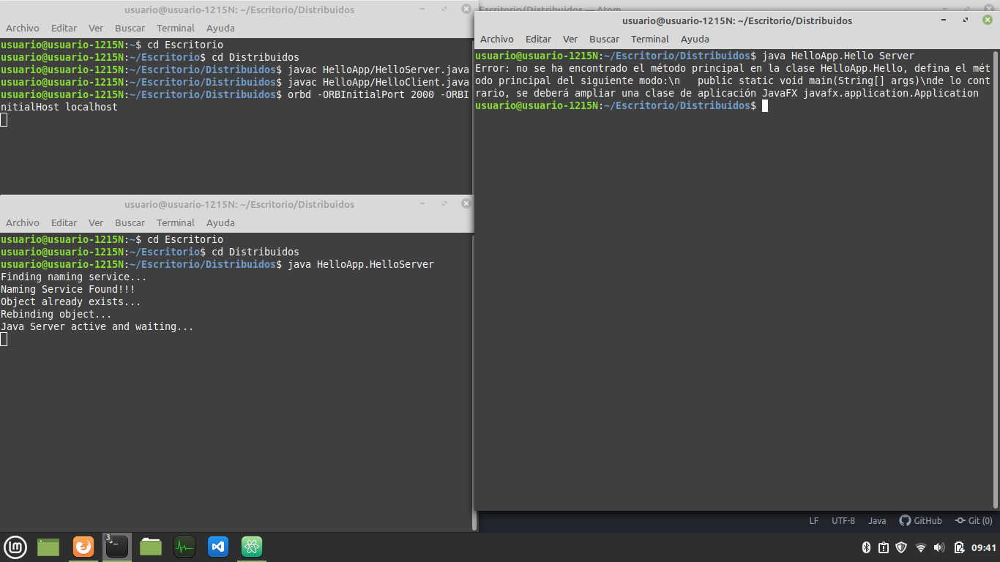 usuario@usuario-1215N: ~/Escritorio/Distribuidos
Archivo Editar Ver Buscar Terminal Ayuda
usuario@usuario-1215N:~$ cd Escritorio
usuario@usuario-1215N:~/Escritorio$ cd Distribuidos
usuario@usuario-1215N:~/Escritorio/Distribuidos$ javac HelloApp/HelloServer.java
usuario@usuario-1215N:~/Escritorio/Distribuidos$ javac HelloApp/HelloClient.java
usuario@usuario-1215N:~/Escritorio/Distribuidos$ orbd -ORBInitialPort 2000 -ORBI
nitialHost localhost
usuario@usuario-1215N: ~/Escritorio/Distribuidos
Archivo Editar Ver Buscar Terminal Ayuda
usuario@usuario-1215N:~$ cd Escritorio
usuario@usuario-1215N:~/Escritorio$ cd Distribuidos
usuario@usuario-1215N:~/Escritorio/Distribuidos$ java HelloApp.HelloServer
Finding naming service...
Naming Service Found!!!
Object already exists...
Rebinding object...
Java Server active and waiting...
Escritorio/Distribuidos — Atom
usuario@usuario-1215N: ~/Escritorio/Distribuidos
Archivo Editar Ver Buscar Terminal Ayuda
usuario@usuario-1215N:~/Escritorio/Distribuidos$ java HelloApp.Hello Server
Error: no se ha encontrado el método principal en la clase HelloApp.Hello, defina el mét
odo principal del siguiente modo:\n   public static void main(String[] args)\nde lo cont
rario, se deberá ampliar una clase de aplicación JavaFX javafx.application.Application
usuario@usuario-1215N:~/Escritorio/Distribuidos$
LF UTF-8 Java GitHub Git (0)
3
09:41